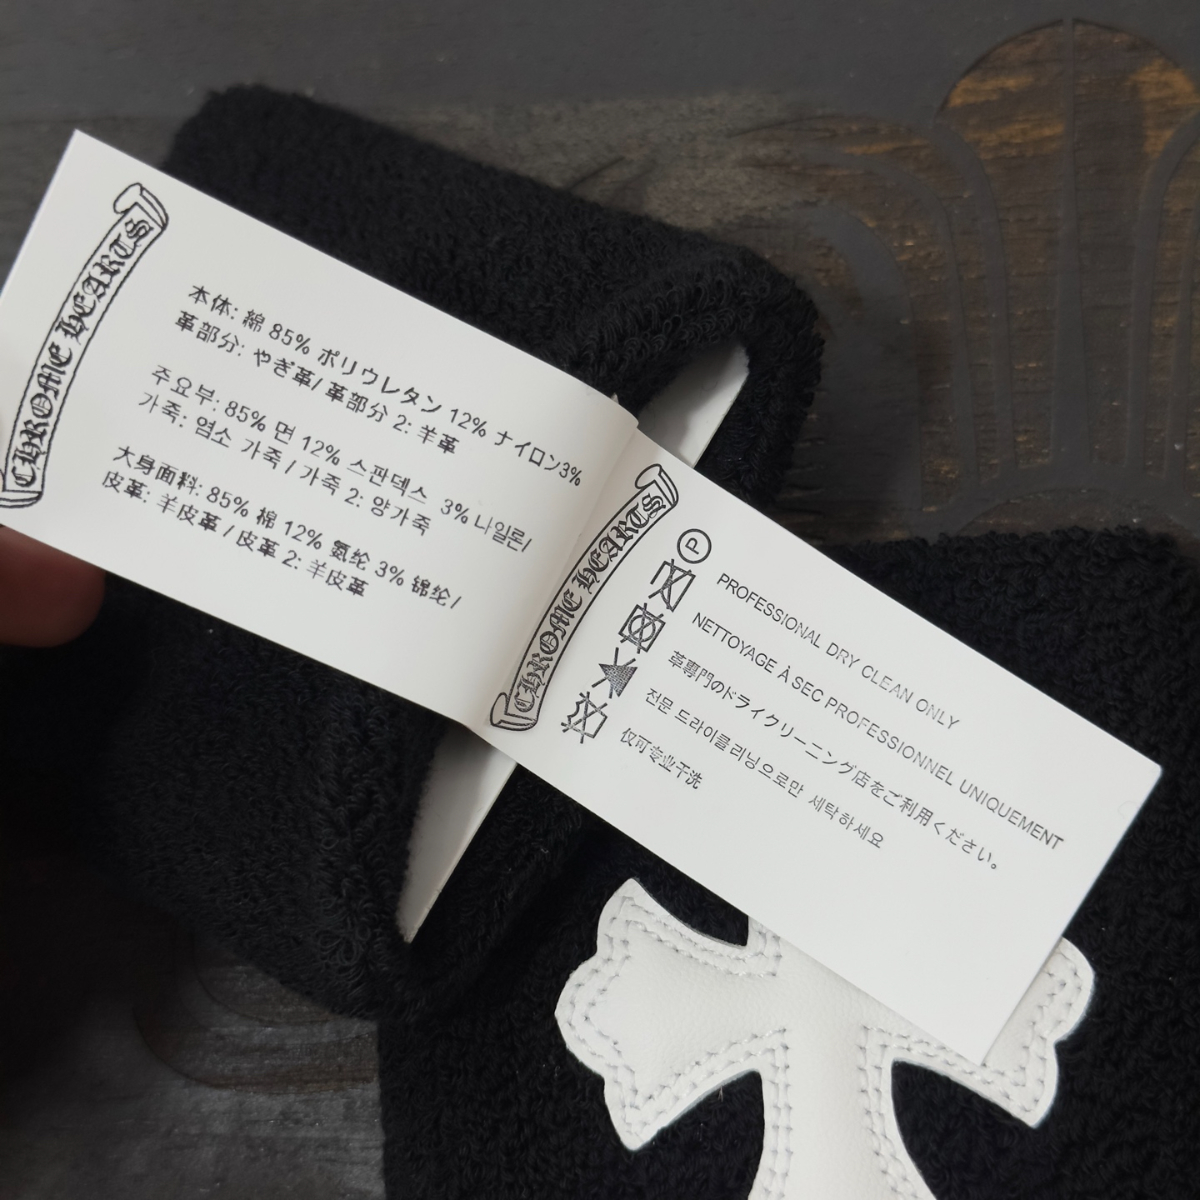 CHROME HEARTS
本体: 綿 85% ポリウレタン 12% ナイロン3%
革部分: やぎ革/ 革部分 2: 羊革
주요부: 85% 면 12% 스판덱스 3% 나일론/
가죽: 염소 가죽 / 가죽 2: 양가죽
大身面料: 85% 棉 12% 氨纶 3% 锦纶/
皮革: 羊皮革 / 皮革 2: 羊皮革
CHROME HEARTS
P
PROFESSIONAL DRY CLEAN ONLY
NETTOYAGE À SEC PROFESSIONNEL UNIQUEMENT
革専門のドライクリーニング店をご利用ください。
전문 드라이클리닝으로만 세탁하세요
仅可专业干洗